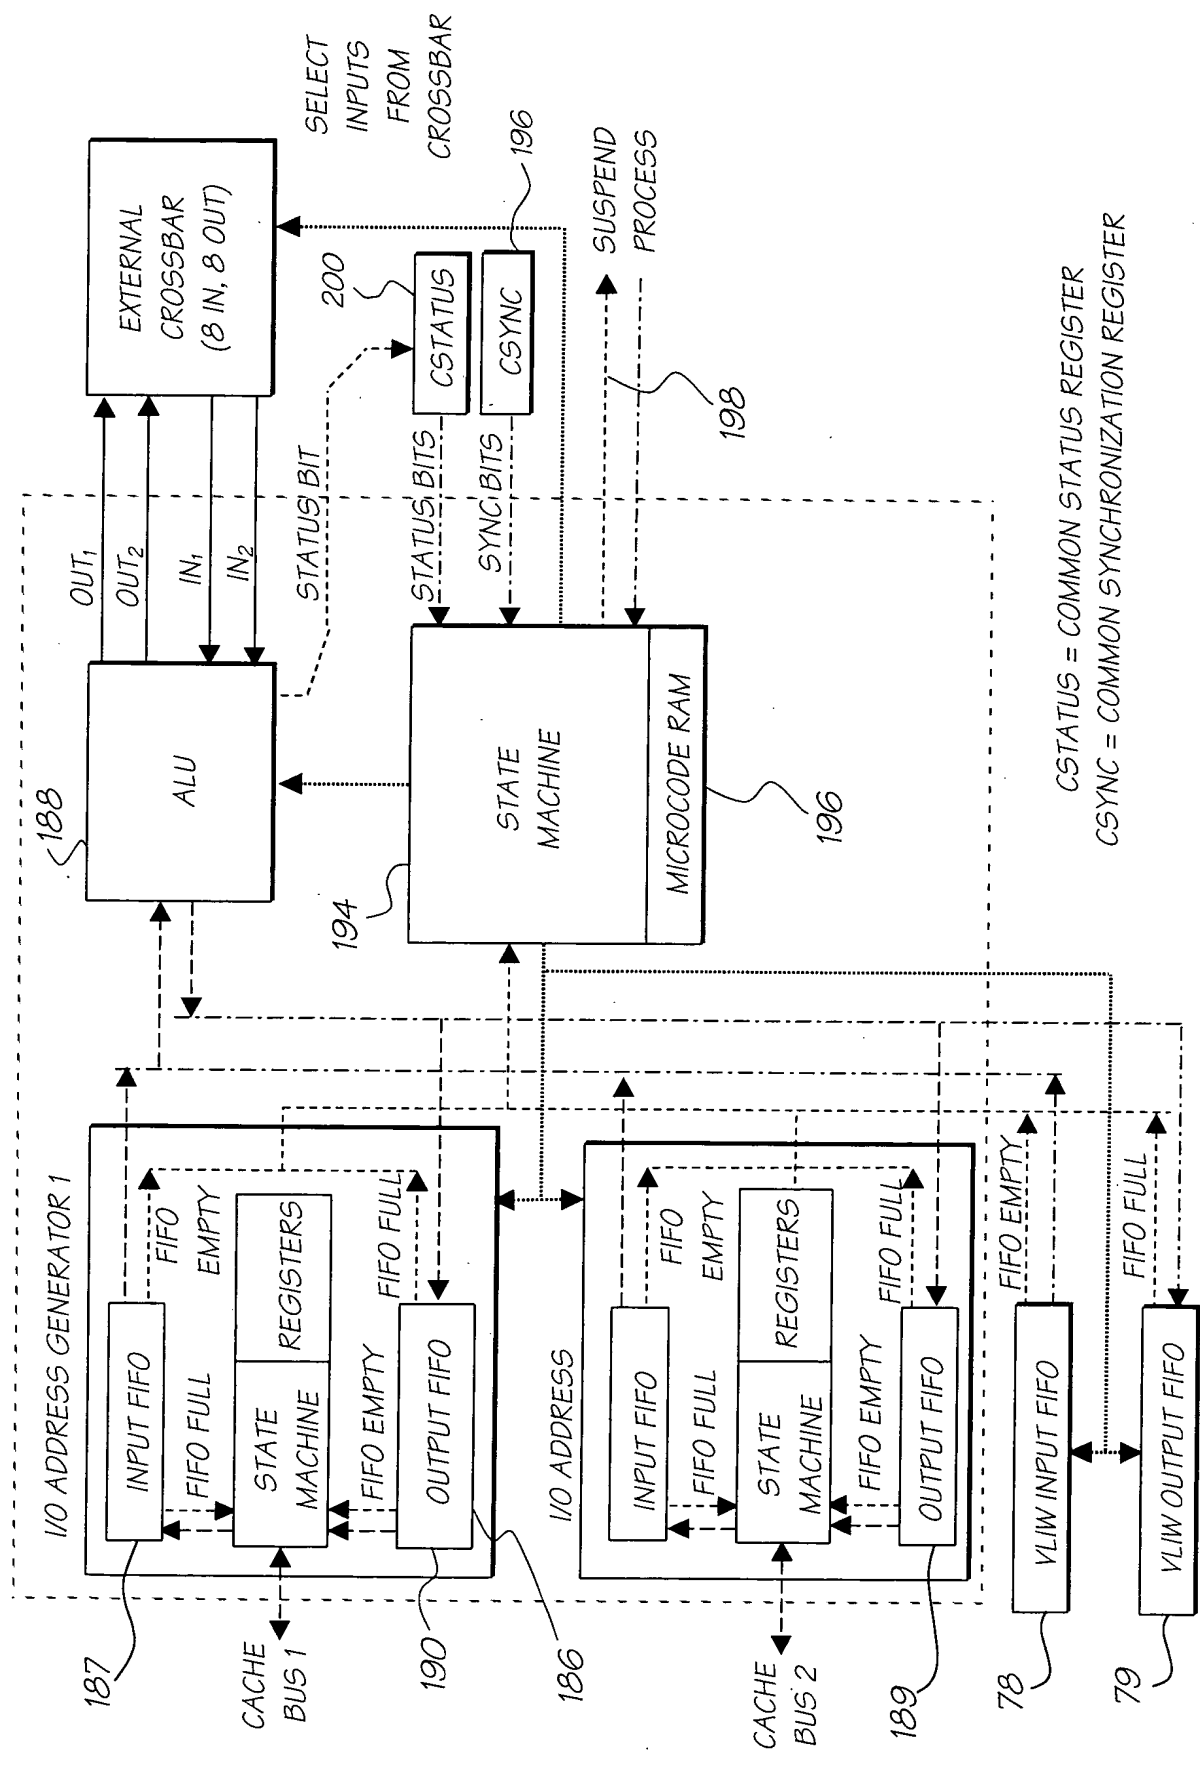 I/O ADDRESS GENERATOR 1
INPUT FIFO
FIFO FULL
STATE
MACHINE
REGISTERS
FIFO
EMPTY
FIFO EMPTY
FIFO FULL
OUTPUT FIFO
187
CACHE
BUS 1
190
186
I/O ADDRESS
INPUT FIFO
FIFO FULL
STATE
MACHINE
REGISTERS
FIFO
EMPTY
FIFO EMPTY
FIFO FULL
OUTPUT FIFO
CACHE
BUS 2
189
VLIW INPUT FIFO
FIFO EMPTY
78
VLIW OUTPUT FIFO
FIFO FULL
79
188
ALU
194
STATE
MACHINE
MICROCODE RAM
196
OUT1
OUT2
IN1
IN2
STATUS BIT
STATUS BITS
SYNC BITS
EXTERNAL
CROSSBAR
(8 IN, 8 OUT)
200
CSTATUS
CSYNC
196
SELECT
INPUTS
FROM
CROSSBAR
198
SUSPEND
PROCESS
CSTATUS = COMMON STATUS REGISTER
CSYNC = COMMON SYNCHRONIZATION REGISTER